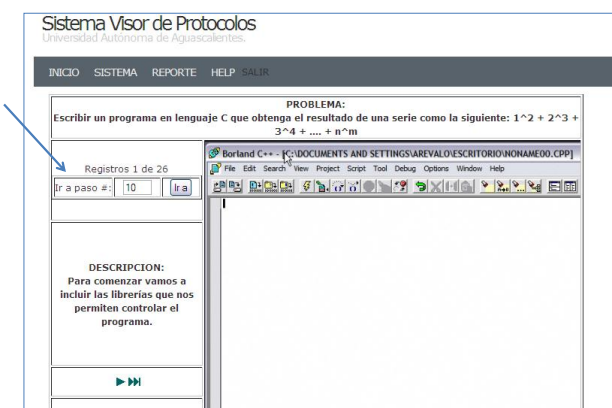 Sistema Visor de Protocolos
Universidad Autónoma de Aguascalientes.
INICIO SISTEMA REPORTE HELP SALIR
PROBLEMA:
Escribir un programa en lenguaje C que obtenga el resultado de una serie como la siguiente: 1^2 + 2^3 +
3^4 + .... + n^m
Registros 1 de 26
Ir a paso #: 10 Ir a
DESCRIPCION:
Para comenzar vamos a
incluir las librerías que nos
permiten controlar el
programa.
Borland C++ - [C:\DOCUMENTS AND SETTINGS\AREVALO\ESCRITORIO\NONAME00.CPP]
File Edit Search View Project Script Tool Debug Options Window Help